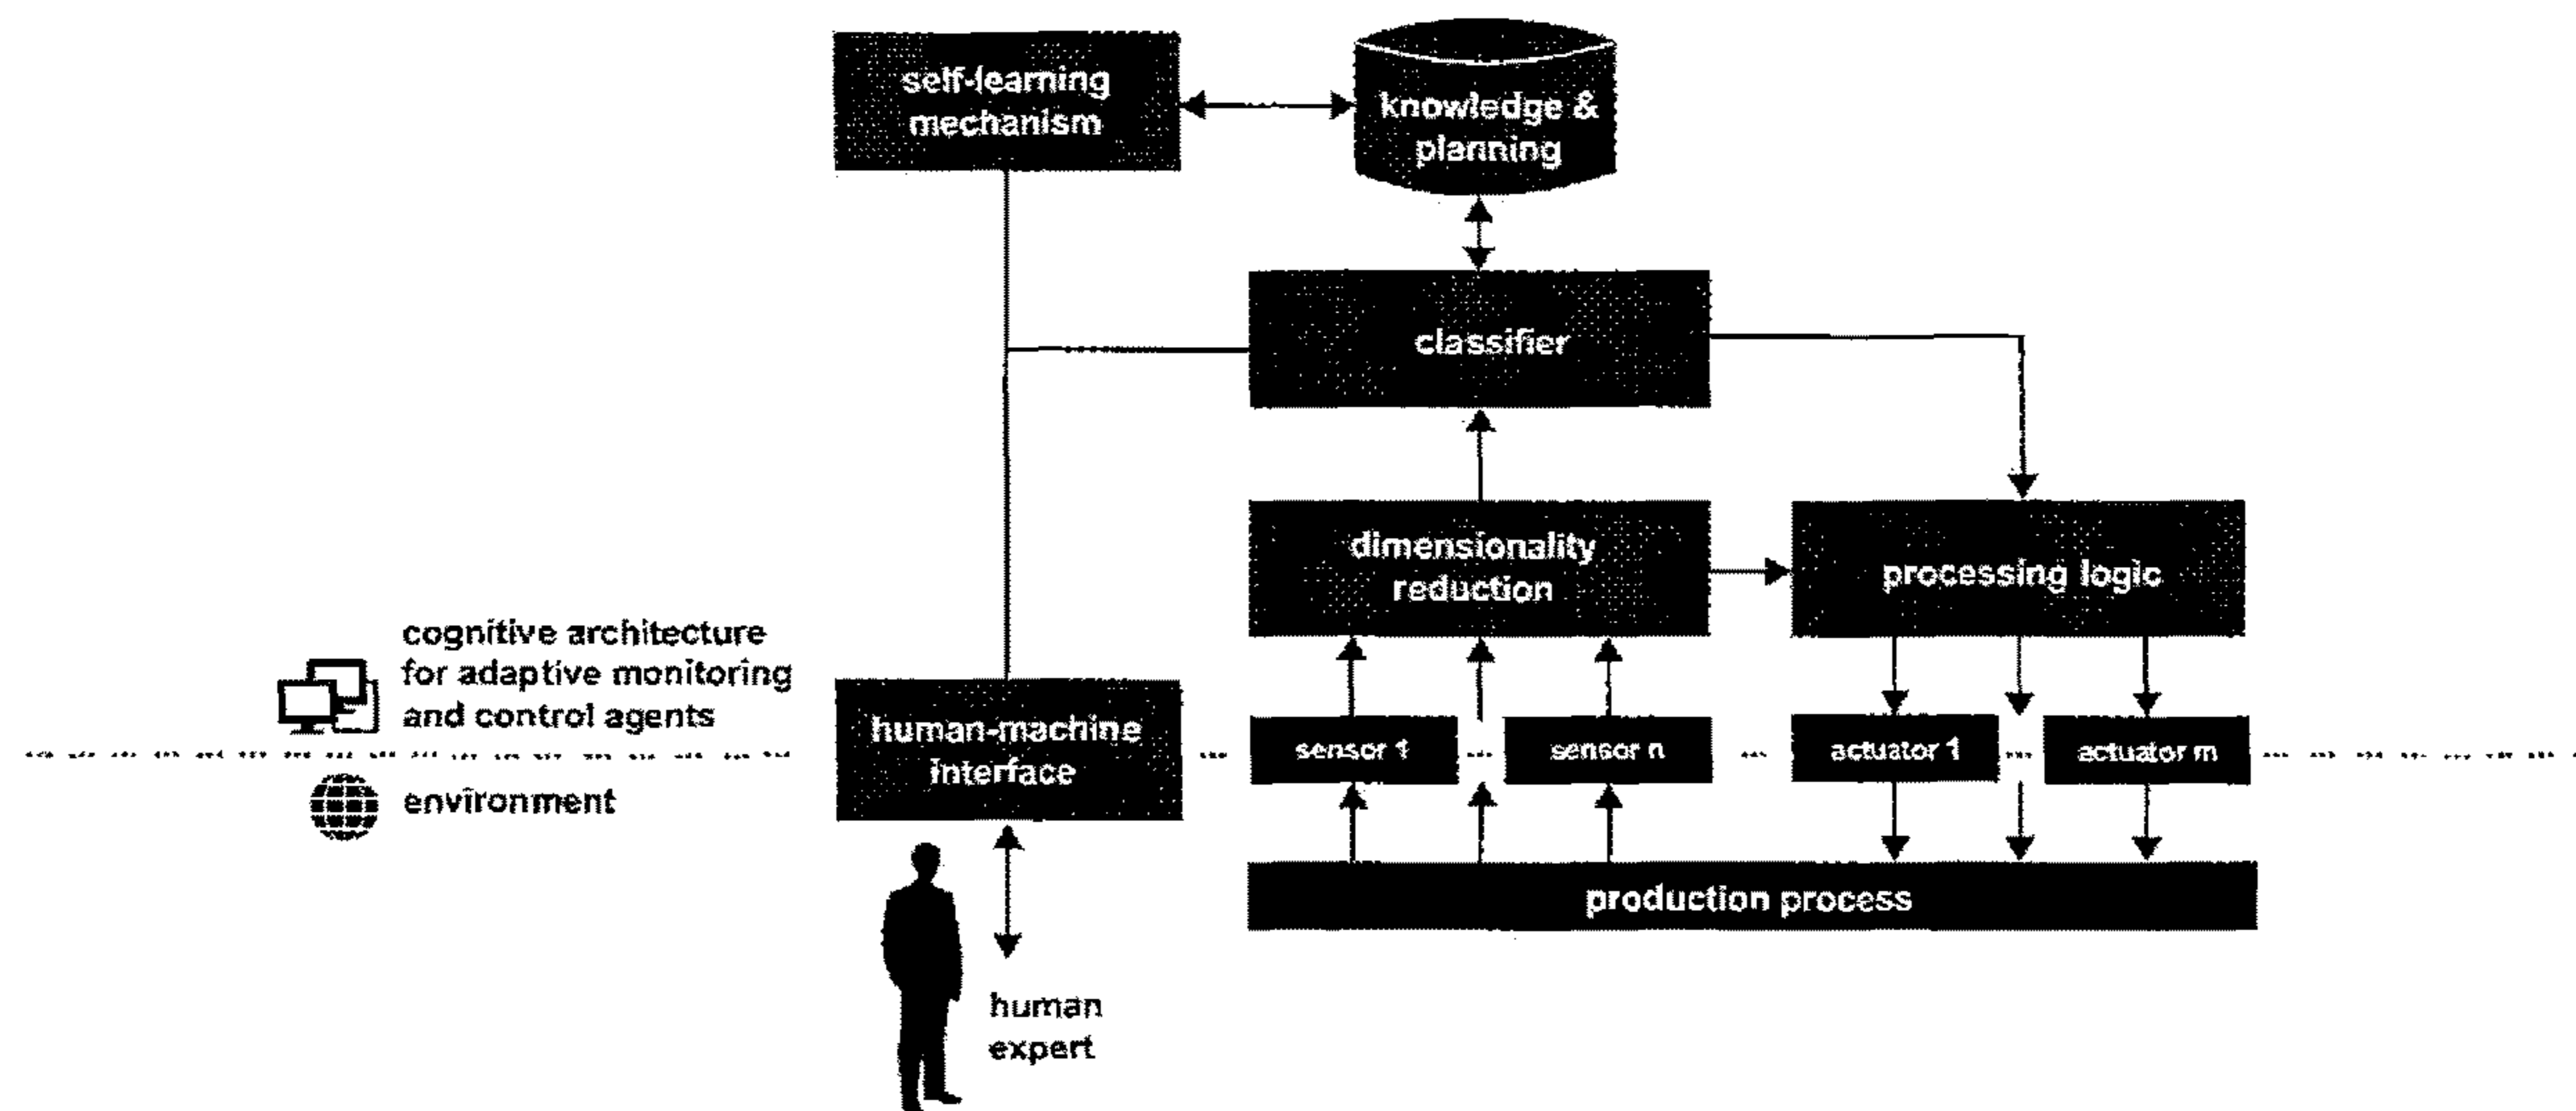 self-learning
mechanism
knowledge &
planning
classifier
dimensionality
reduction
processing logic
cognitive architecture
for adaptive monitoring
and control agents
human-machine
interface
sensor 1
...
sensor n
...
actuator 1
...
actuator m
environment
production process
human
expert